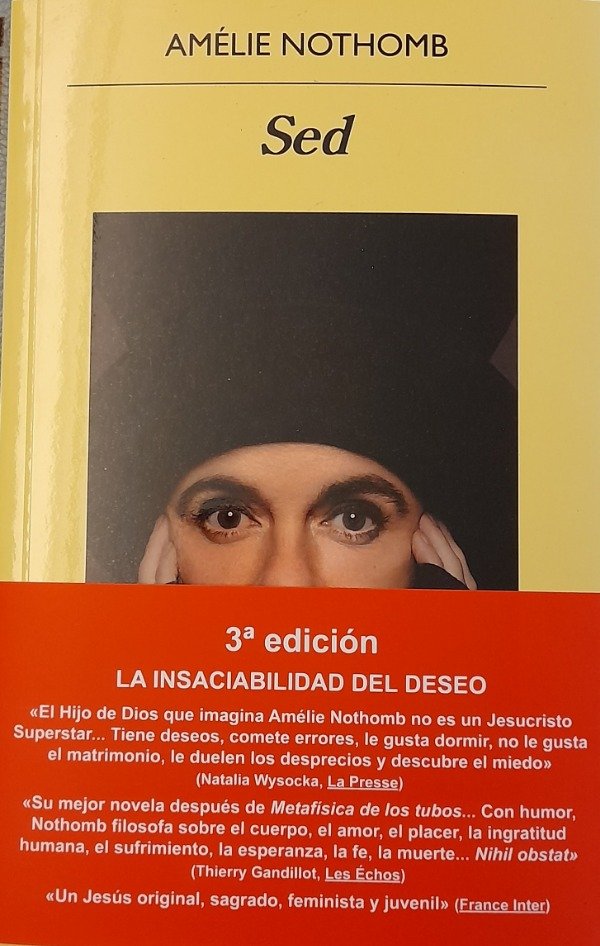 AMÉLIE NOTHOMB
Sed
3ª edición
LA INSACIABILIDAD DEL DESEO
«El Hijo de Dios que imagina Amélie Nothomb no es un Jesucristo
Superstar... Tiene deseos, comete errores, le gusta dormir, no le gusta
el matrimonio, le duelen los desprecios y descubre el miedo»
(Natalia Wysocka, La Presse)
«Su mejor novela después de Metafísica de los tubos... Con humor,
Nothomb filosofa sobre el cuerpo, el amor, el placer, la ingratitud
humana, el sufrimiento, la esperanza, la fe, la muerte... Nihil obstat»
(Thierry Gandillot, Les Échos)
«Un Jesús original, sagrado, feminista y juvenil» (France Inter)